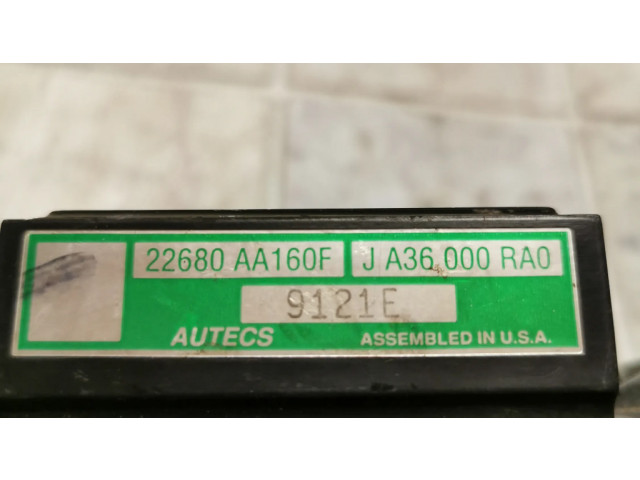 22680 AA160F J A36.000 RA0
9121E
AUTECS ASSEMBLED IN U.S.A.